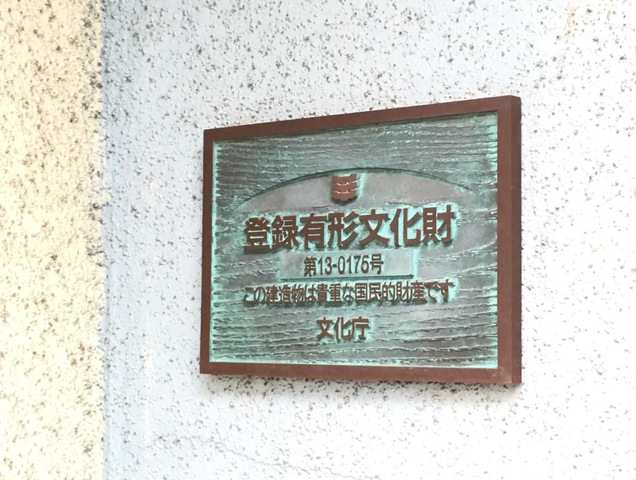 登録有形文化財
第13-0175号
この建造物は貴重な国民的財産です
文化庁